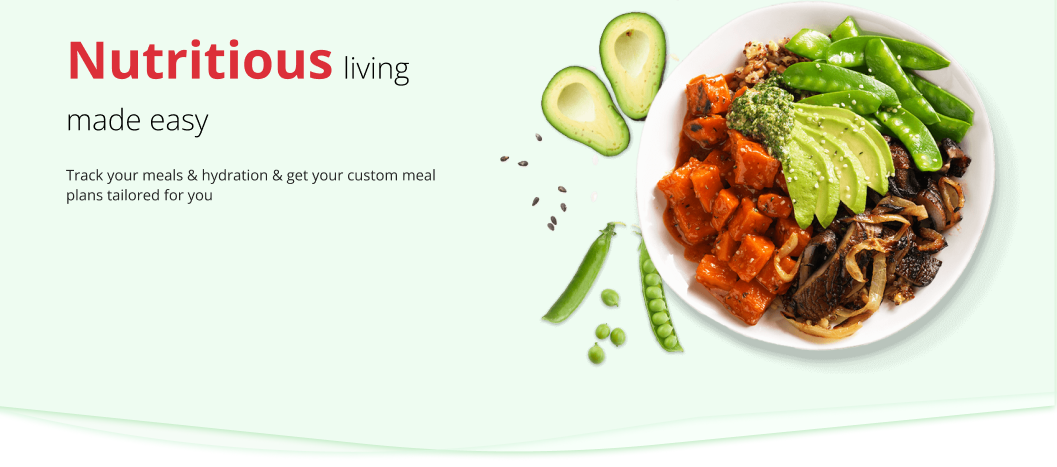 Nutritious living
made easy
Track your meals & hydration & get your custom meal
plans tailored for you